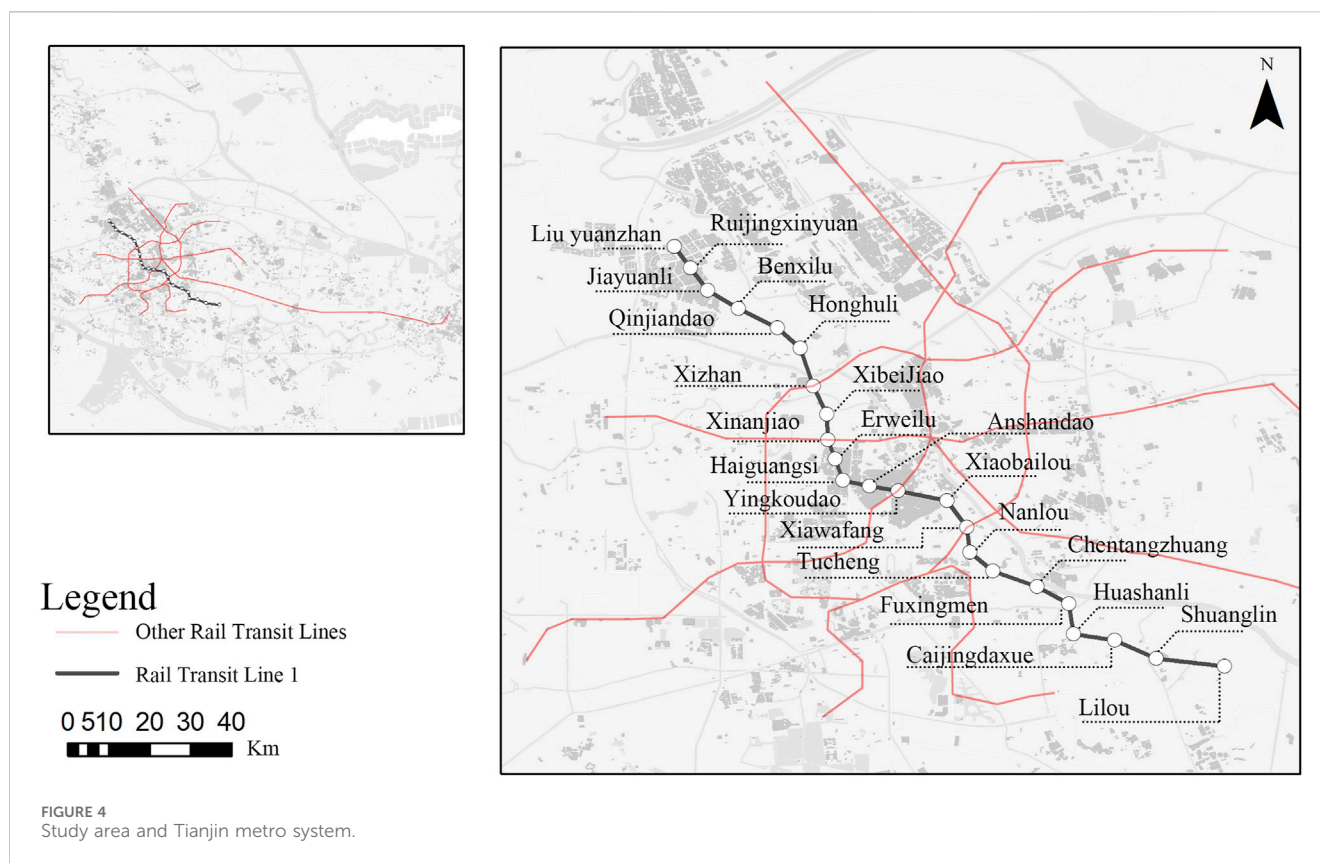 N
Liu yuanzhan
Ruijingxinyuan
Jiayuanli
Benxilu
Qinjiandao
Honghuli
Xizhan
XibeiJiao
Xinanjiao
Erweilu
Anshandao
Haiguangsi
Xiaobailou
Yingkoudao
Nanlou
Xiawafang
Chentangzhuang
Tucheng
Huashanli
Fuxingmen
Shuanglin
Caijingdaxue
Lilou
Legend
Other Rail Transit Lines
Rail Transit Line 1
0 510 20 30 40
Km
FIGURE 4
Study area and Tianjin metro system.